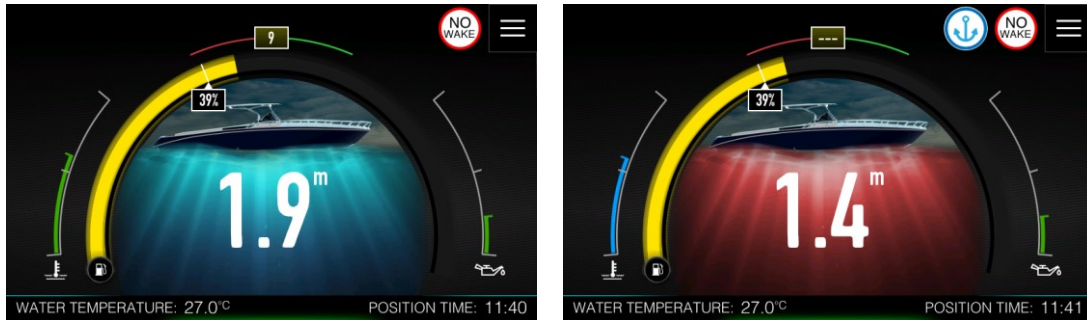 9
NO
WAKE
39%
1.9 m
WATER TEMPERATURE: 27.0°C
POSITION TIME: 11:40
---
NO
WAKE
39%
1.4 m
WATER TEMPERATURE: 27.0°C
POSITION TIME: 11:41